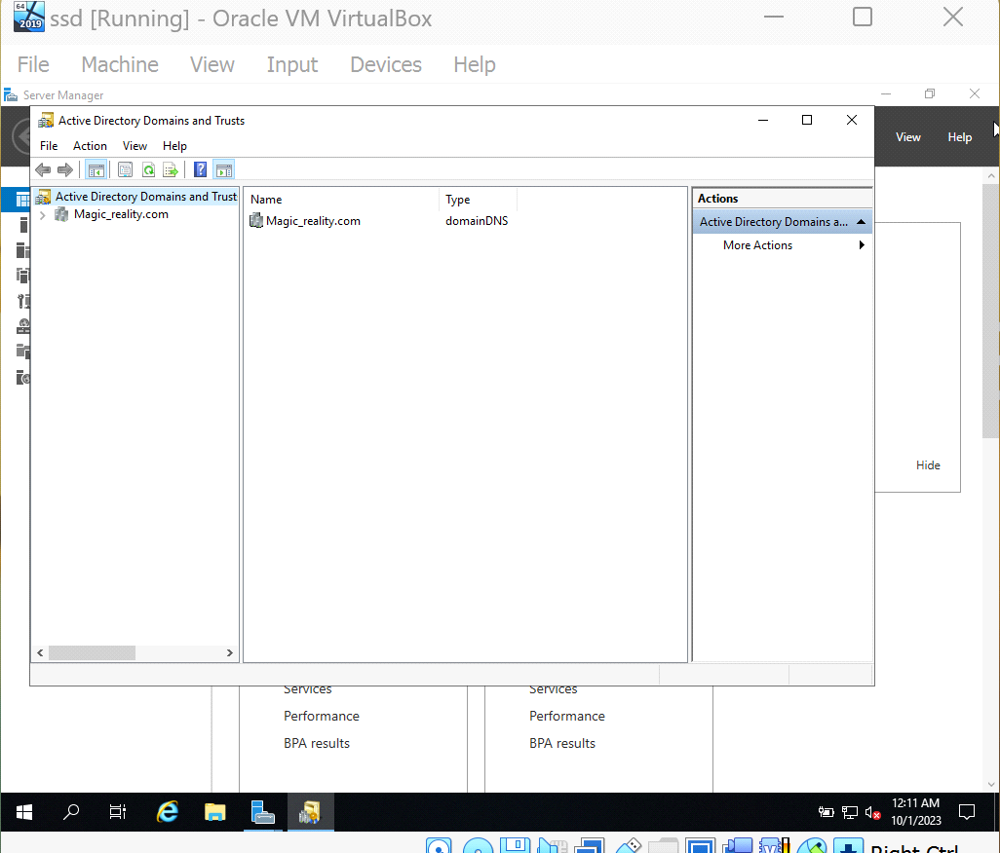 64
2019
ssd [Running] - Oracle VM VirtualBox
File Machine View Input Devices Help
Server Manager
Active Directory Domains and Trusts
View Help
File Action View Help
Active Directory Domains and Trust
Magic_reality.com
Name Type
Magic_reality.com domainDNS
Actions
Active Directory Domains a...
More Actions
Hide
Services Services
Performance Performance
BPA results BPA results
12:11 AM
10/1/2023
Right Ctrl